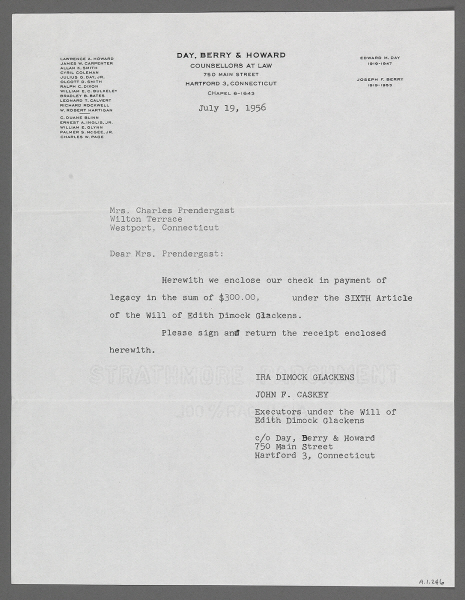 LAWRENCE A. HOWARD
JAMES W. CARPENTER
ALLAN K. SMITH
CYRIL COLEMAN
JULIUS G. DAY, JR.
OLCOTT D. SMITH
RALPH C. DIXON
WILLIAM E. C. BULKELEY
BRADLEY B. BATES
LEONARD T. CALVERT
RICHARD ROCKWELL
W. ROBERT HARTIGAN
C. DUANE BLINN
ERNEST A. INGLIS, JR.
WILLIAM E. GLYNN
PALMER S. MCGEE, JR.
CHARLES W. PAGE
DAY, BERRY & HOWARD
COUNSELLORS AT LAW
750 MAIN STREET
HARTFORD 3, CONNECTICUT
CHAPEL 6-1643
EDWARD M. DAY
1919-1947
JOSEPH F. BERRY
1919-1953
July 19, 1956
Mrs. Charles Prendergast
Wilton Terrace
Westport, Connecticut
Dear Mrs. Prendergast:
Herewith we enclose our check in payment of
legacy in the sum of $300.00, under the SIXTH Article
of the Will of Edith Dimock Glackens.
Please sign and return the receipt enclosed
herewith.
IRA DIMOCK GLACKENS
JOHN F. CASKEY
Executors under the Will of
Edith Dimock Glackens
c/o Day, Berry & Howard
750 Main Street
Hartford 3, Connecticut
STRATHMORE
A.1.246